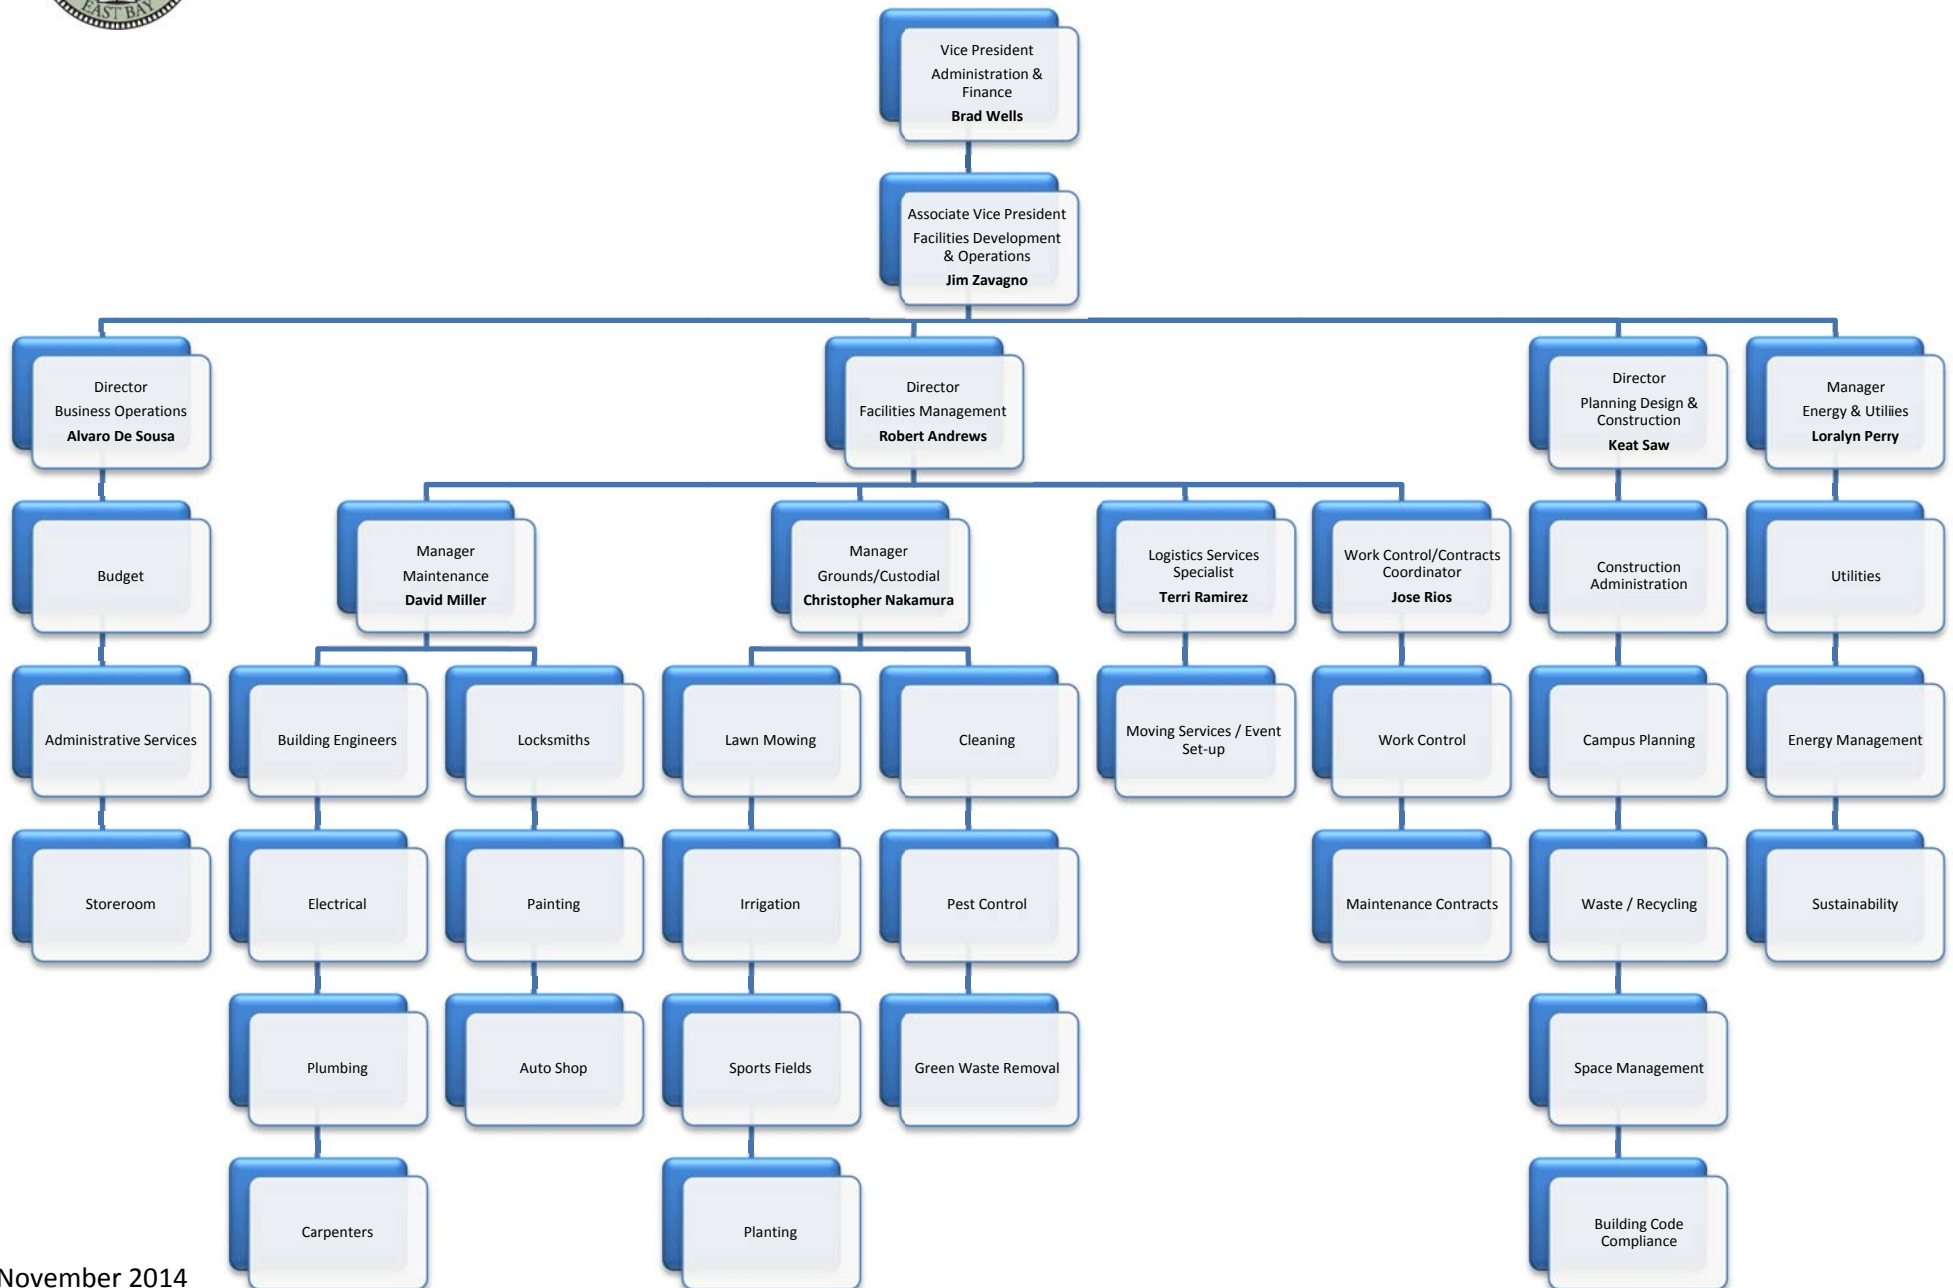 EAST BAY
Vice President
Administration &
Finance
Brad Wells
Associate Vice President
Facilities Development
& Operations
Jim Zavagno
Director
Business Operations
Alvaro De Sousa
Director
Facilities Management
Robert Andrews
Director
Planning Design &
Construction
Keat Saw
Manager
Energy & Utiliies
Loralyn Perry
Budget
Manager
Maintenance
David Miller
Manager
Grounds/Custodial
Christopher Nakamura
Logistics Services
Specialist
Terri Ramirez
Work Control/Contracts
Coordinator
Jose Rios
Construction
Administration
Utilities
Administrative Services
Building Engineers
Locksmiths
Lawn Mowing
Cleaning
Moving Services / Event
Set-up
Work Control
Campus Planning
Energy Management
Storeroom
Electrical
Painting
Irrigation
Pest Control
Maintenance Contracts
Waste / Recycling
Sustainability
Plumbing
Auto Shop
Sports Fields
Green Waste Removal
Space Management
Carpenters
Planting
Building Code
Compliance
November 2014